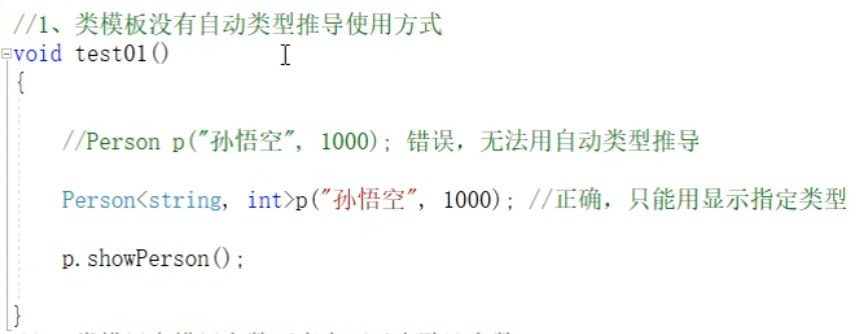 //1、类模板没有自动类型推导使用方式
void test01()
{
//Person p("孙悟空", 1000); 错误，无法用自动类型推导
Person<string, int>p("孙悟空", 1000); //正确，只能用显示指定类型
p.showPerson();
}